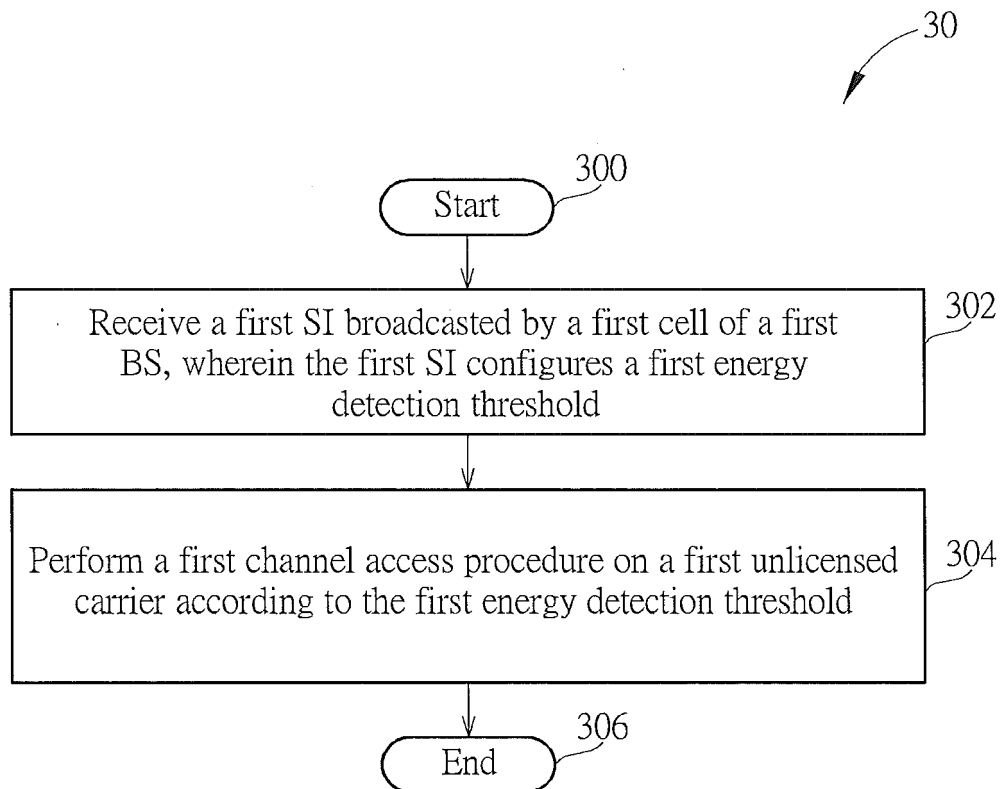 30
300
Start
302
Receive a first SI broadcasted by a first cell of a first
BS, wherein the first SI configures a first energy
detection threshold
304
Perform a first channel access procedure on a first unlicensed
carrier according to the first energy detection threshold
306
End